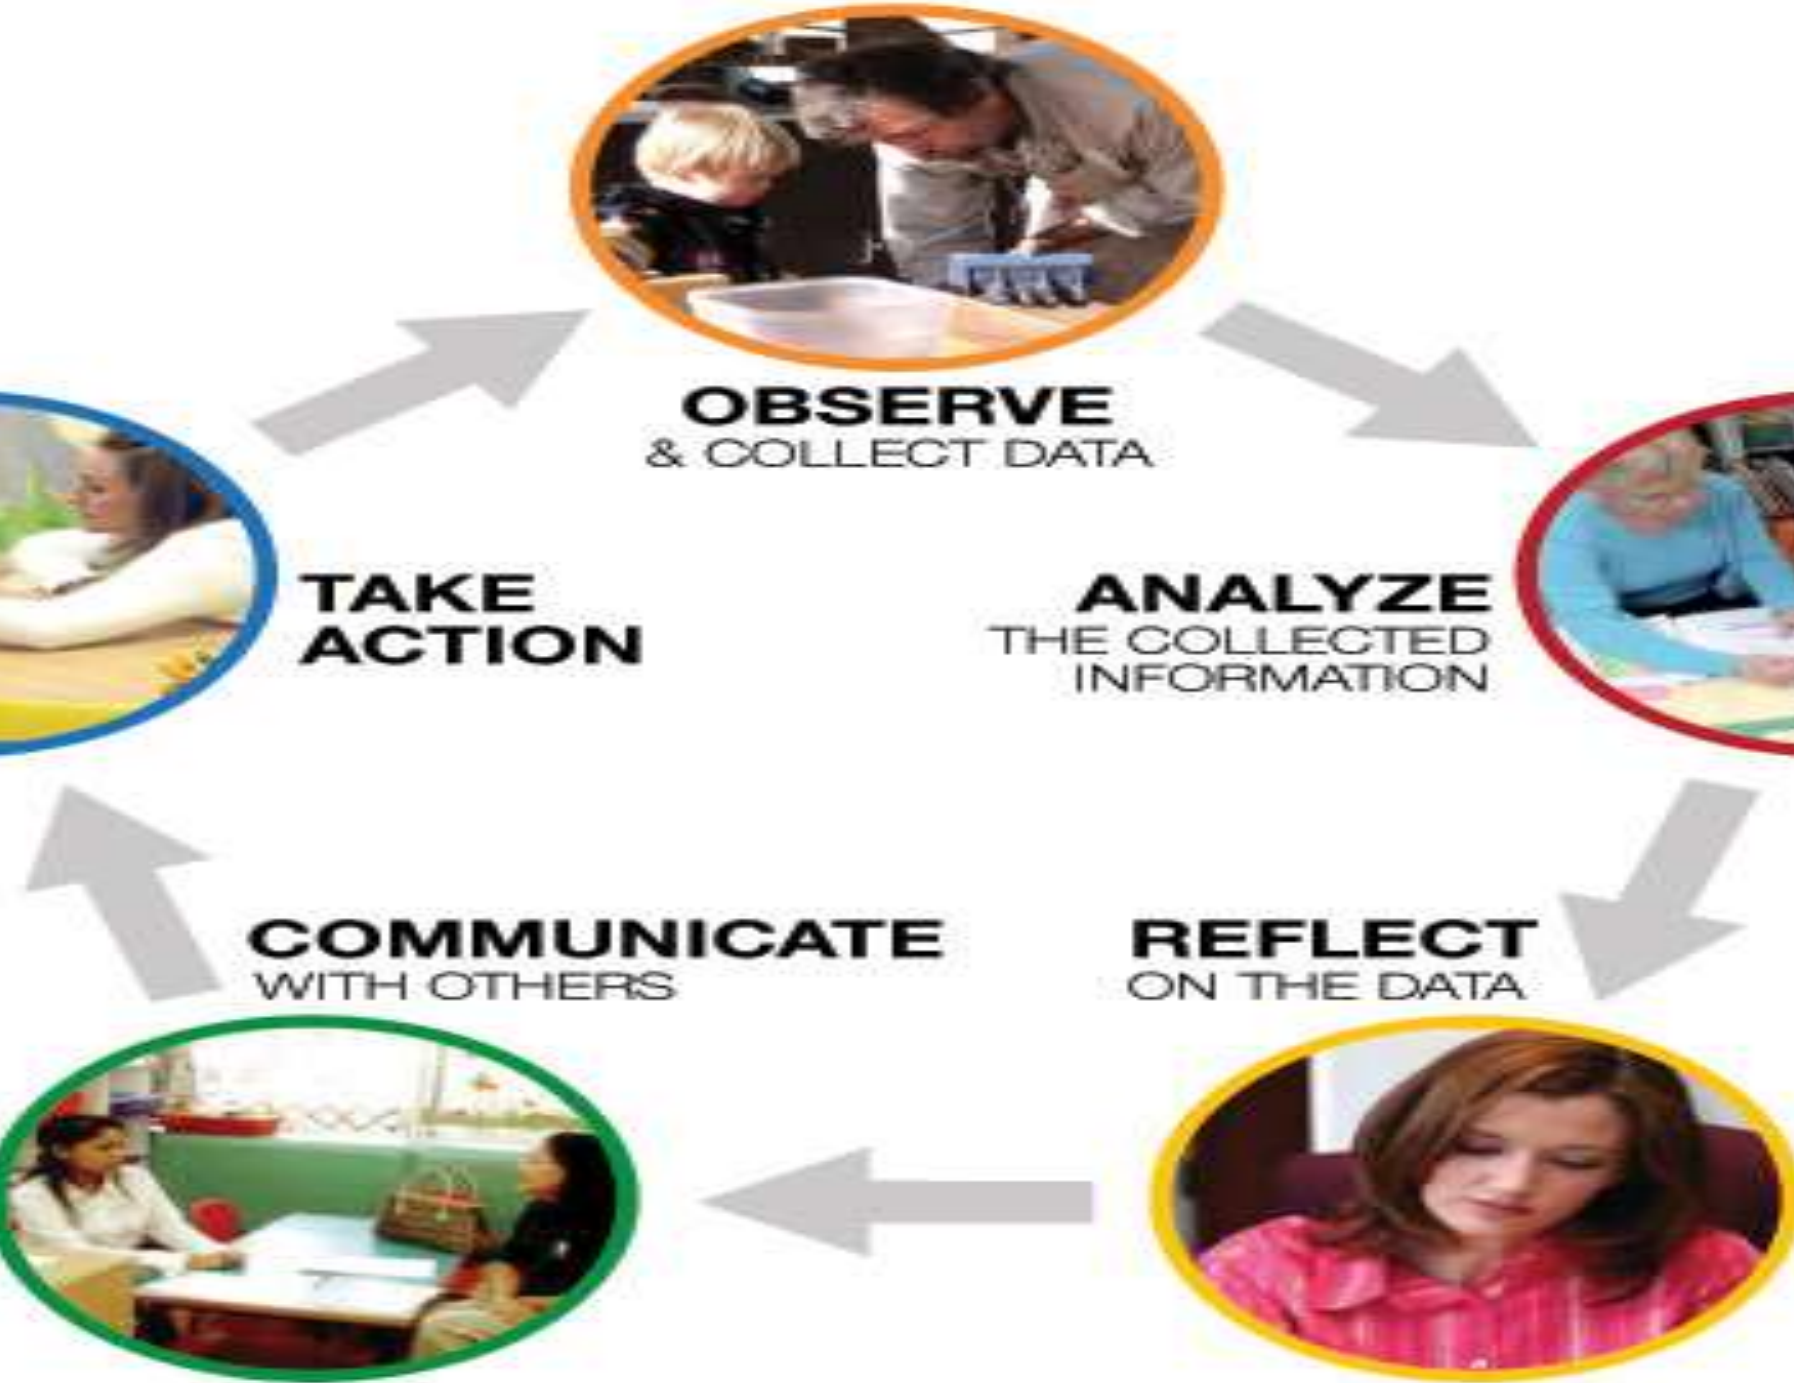 OBSERVE
& COLLECT DATA
TAKE
ACTION
ANALYZE
THE COLLECTED
INFORMATION
COMMUNICATE
WITH OTHERS
REFLECT
ON THE DATA